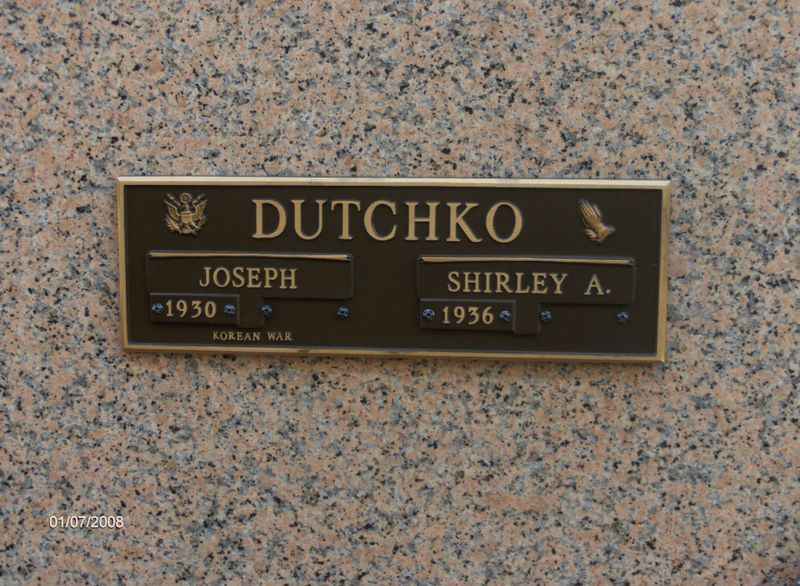 DUTCHKO
JOSEPH
SHIRLEY A.
1930
1936
KOREAN WAR
01/07/2008